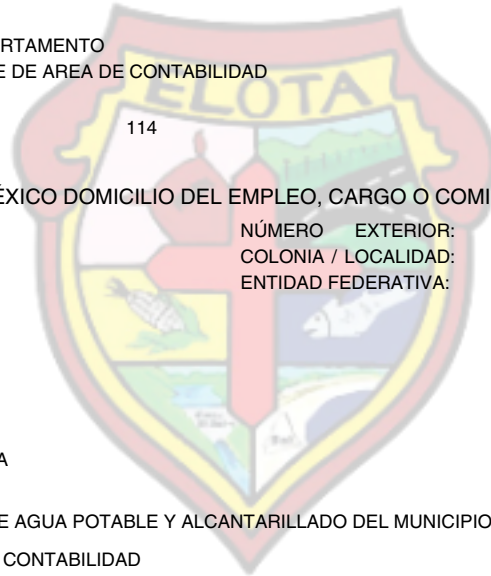 RTAMENTO
E DE AREA DE CONTABILIDAD
ELOTA
114
ÉXICO DOMICILIO DEL EMPLEO, CARGO O COMI
NÚMERO EXTERIOR:
COLONIA / LOCALIDAD:
ENTIDAD FEDERATIVA:
A
E AGUA POTABLE Y ALCANTARILLADO DEL MUNICIPIO
CONTABILIDAD